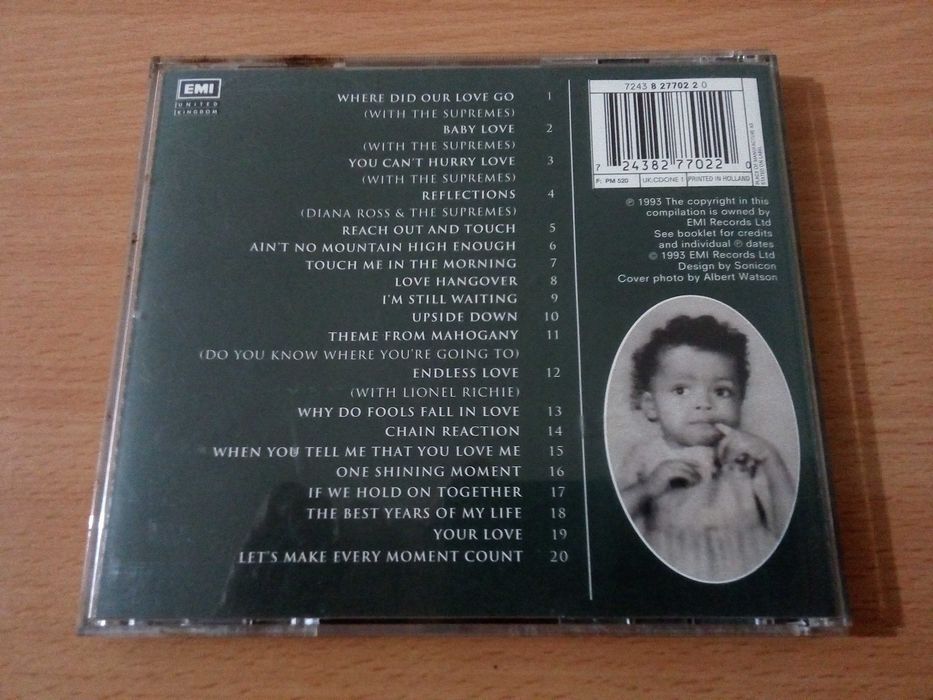 EMI
UNITED
KINGDOM
WHERE DID OUR LOVE GO 1
(WITH THE SUPREMES)
BABY LOVE 2
(WITH THE SUPREMES)
YOU CAN'T HURRY LOVE 3
(WITH THE SUPREMES)
REFLECTIONS 4
(DIANA ROSS & THE SUPREMES)
REACH OUT AND TOUCH 5
AIN'T NO MOUNTAIN HIGH ENOUGH 6
TOUCH ME IN THE MORNING 7
LOVE HANGOVER 8
I'M STILL WAITING 9
UPSIDE DOWN 10
THEME FROM MAHOGANY 11
(DO YOU KNOW WHERE YOU'RE GOING TO)
ENDLESS LOVE 12
(WITH LIONEL RICHIE)
WHY DO FOOLS FALL IN LOVE 13
CHAIN REACTION 14
WHEN YOU TELL ME THAT YOU LOVE ME 15
ONE SHINING MOMENT 16
IF WE HOLD ON TOGETHER 17
THE BEST YEARS OF MY LIFE 18
YOUR LOVE 19
LET'S MAKE EVERY MOMENT COUNT 20
7243 8 27702 2 0
7 24382 77022 0
F: PM 520 UK:CDONE 1 PRINTED IN HOLLAND
PLACE OF MANUFACTURE AS
STATED ON LABEL
℗ 1993 The copyright in this
compilation is owned by
EMI Records Ltd
See booklet for credits
and individual ℗ dates
© 1993 EMI Records Ltd
Design by Sonicon
Cover photo by Albert Watson